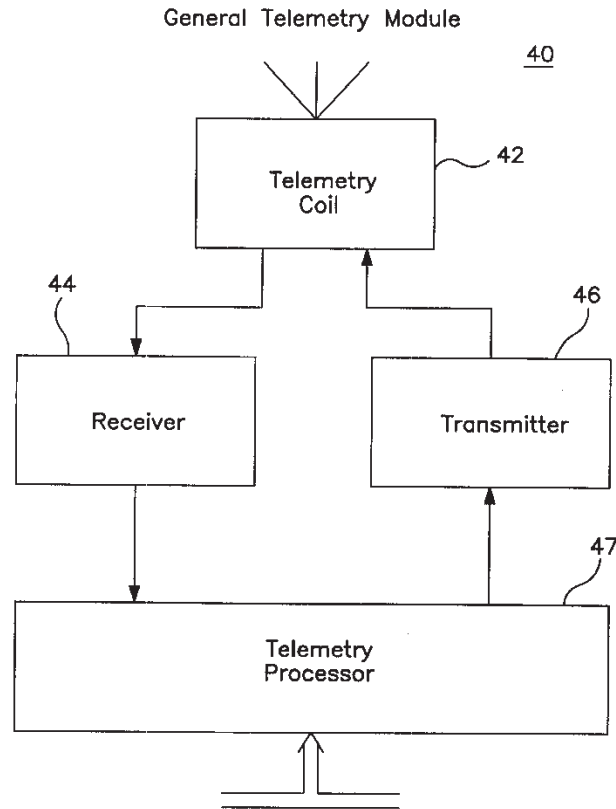 General Telemetry Module
40
Telemetry
Coil
42
44
46
Receiver
Transmitter
47
Telemetry
Processor